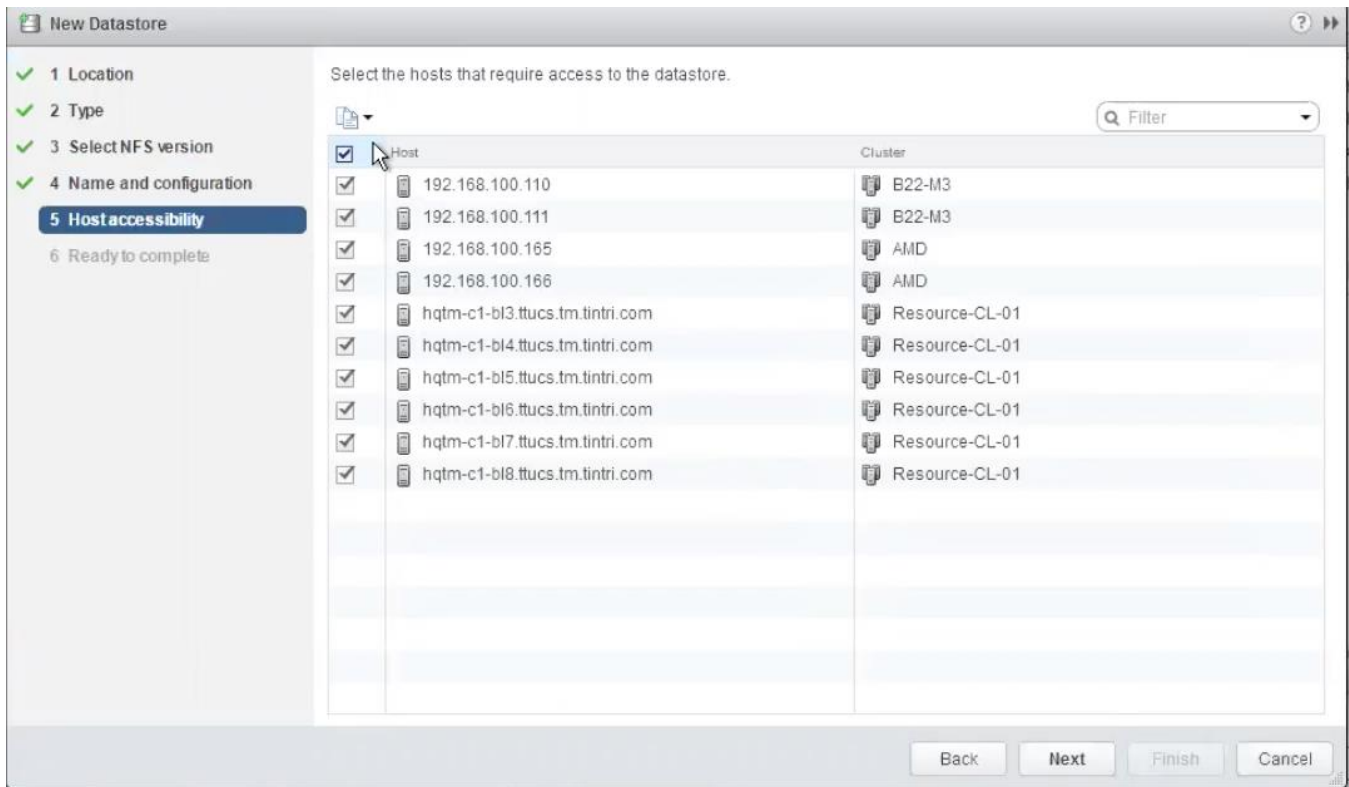 New Datastore
1 Location
2 Type
3 Select NFS version
4 Name and configuration
5 Host accessibility
6 Ready to complete
Select the hosts that require access to the datastore.
Filter
Host Cluster
192.168.100.110 B22-M3
192.168.100.111 B22-M3
192.168.100.165 AMD
192.168.100.166 AMD
hqtm-c1-bl3.ttucs.tm.tintri.com Resource-CL-01
hqtm-c1-bl4.ttucs.tm.tintri.com Resource-CL-01
hqtm-c1-bl5.ttucs.tm.tintri.com Resource-CL-01
hqtm-c1-bl6.ttucs.tm.tintri.com Resource-CL-01
hqtm-c1-bl7.ttucs.tm.tintri.com Resource-CL-01
hqtm-c1-bl8.ttucs.tm.tintri.com Resource-CL-01
Back Next Finish Cancel